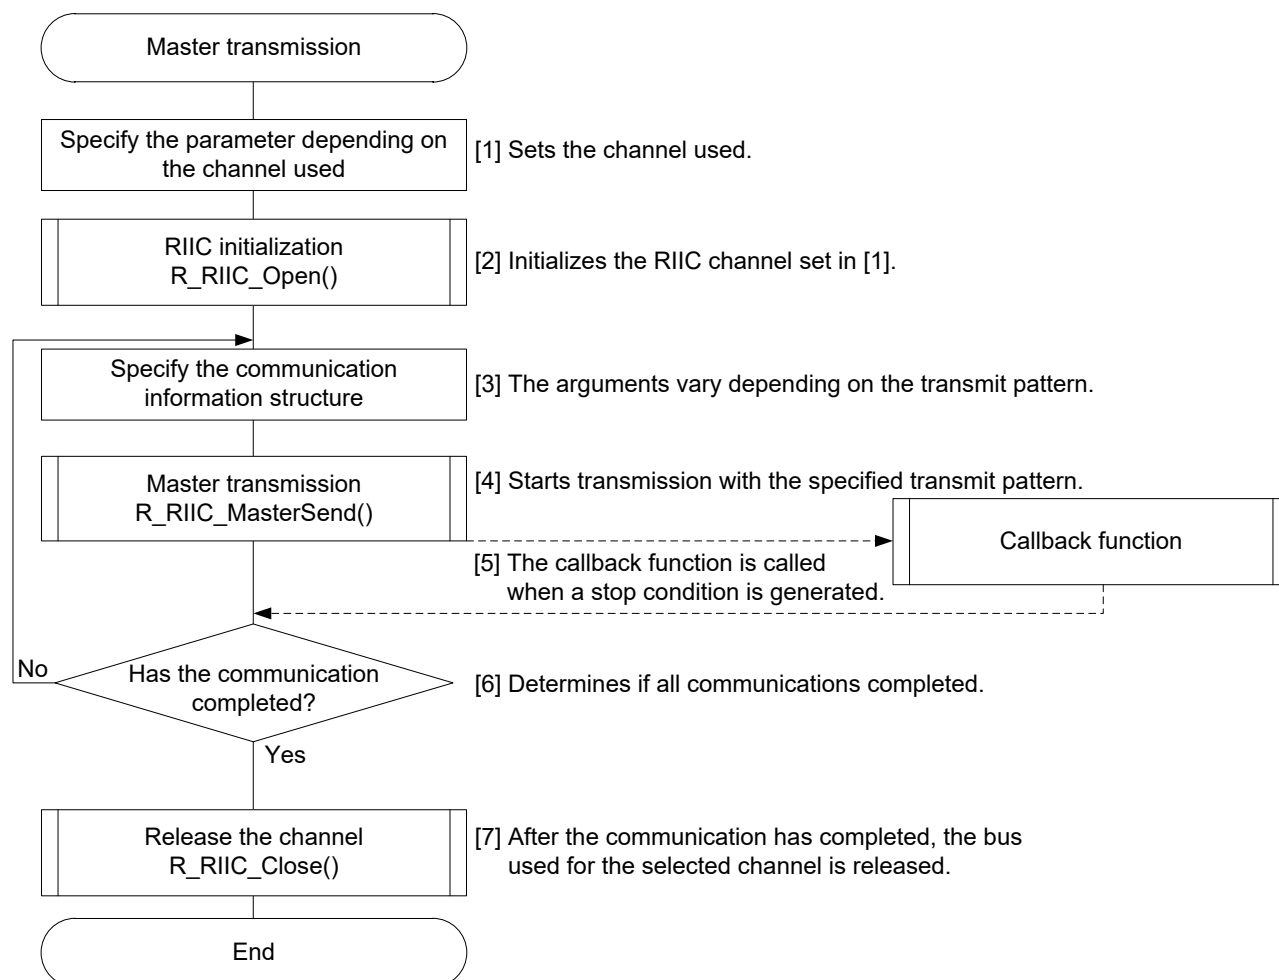 Master transmission
Specify the parameter depending on
the channel used
[1] Sets the channel used.
RIIC initialization
R_RIIC_Open()
[2] Initializes the RIIC channel set in [1].
Specify the communication
information structure
[3] The arguments vary depending on the transmit pattern.
Master transmission
R_RIIC_MasterSend()
[4] Starts transmission with the specified transmit pattern.
Callback function
[5] The callback function is called
when a stop condition is generated.
No
Has the communication
completed?
[6] Determines if all communications completed.
Yes
Release the channel
R_RIIC_Close()
[7] After the communication has completed, the bus
used for the selected channel is released.
End